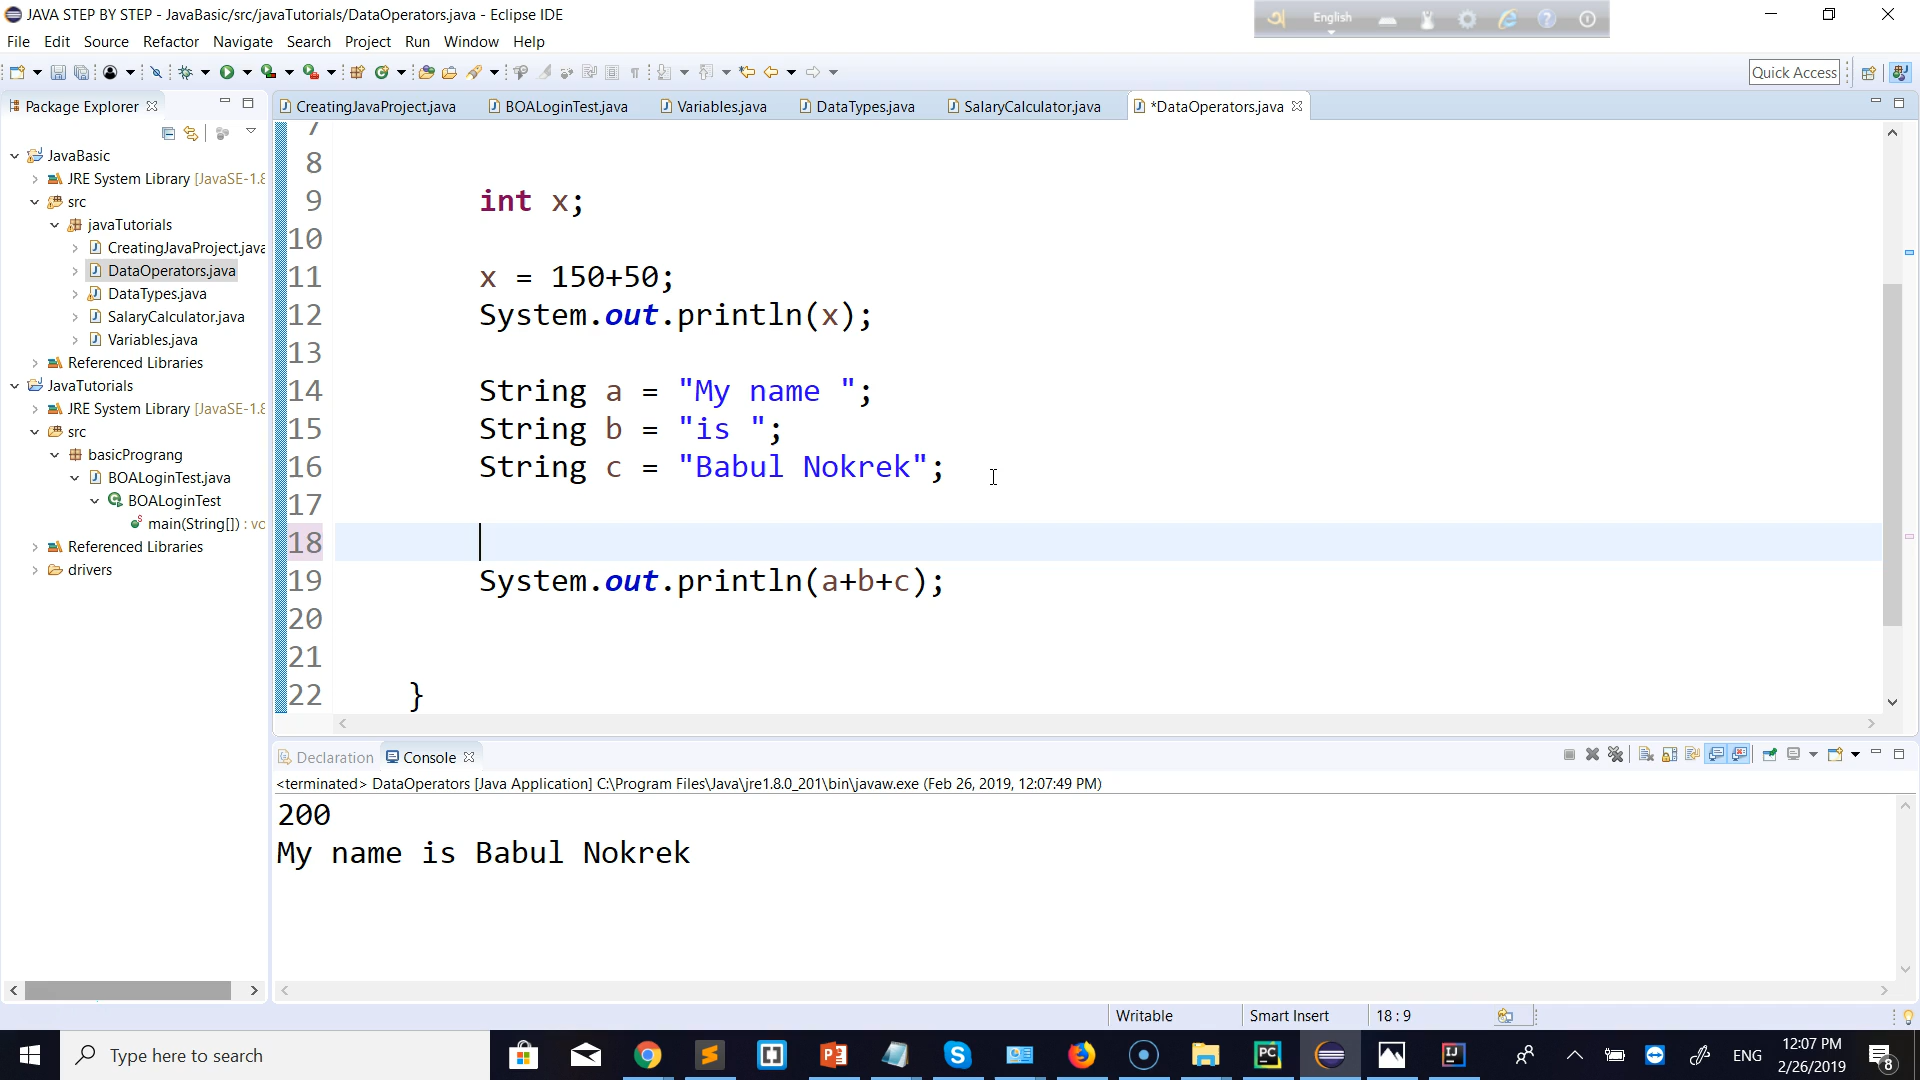 JAVA STEP BY STEP - JavaBasic/src/javaTutorials/DataOperators.java - Eclipse IDE
English
File Edit Source Refactor Navigate Search Project Run Window Help
Quick Access
Package Explorer
CreatingJavaProject.java BOALoginTest.java Variables.java DataTypes.java SalaryCalculator.java *DataOperators.java
JavaBasic
JRE System Library [JavaSE-1.8
src
javaTutorials
CreatingJavaProject.java
DataOperators.java
DataTypes.java
SalaryCalculator.java
Variables.java
Referenced Libraries
JavaTutorials
JRE System Library [JavaSE-1.8
src
basicPrograng
BOALoginTest.java
BOALoginTest
main(String[]) : vo
Referenced Libraries
drivers
7
8
9 int x;
10
11 x = 150+50;
12 System.out.println(x);
13
14 String a = "My name ";
15 String b = "is ";
16 String c = "Babul Nokrek";
17
18
19 System.out.println(a+b+c);
20
21
22 }
Declaration Console
<terminated> DataOperators [Java Application] C:\Program Files\Java\jre1.8.0_201\bin\javaw.exe (Feb 26, 2019, 12:07:49 PM)
200
My name is Babul Nokrek
Writable Smart Insert 18 : 9
Type here to search
ENG
12:07 PM
2/26/2019
8